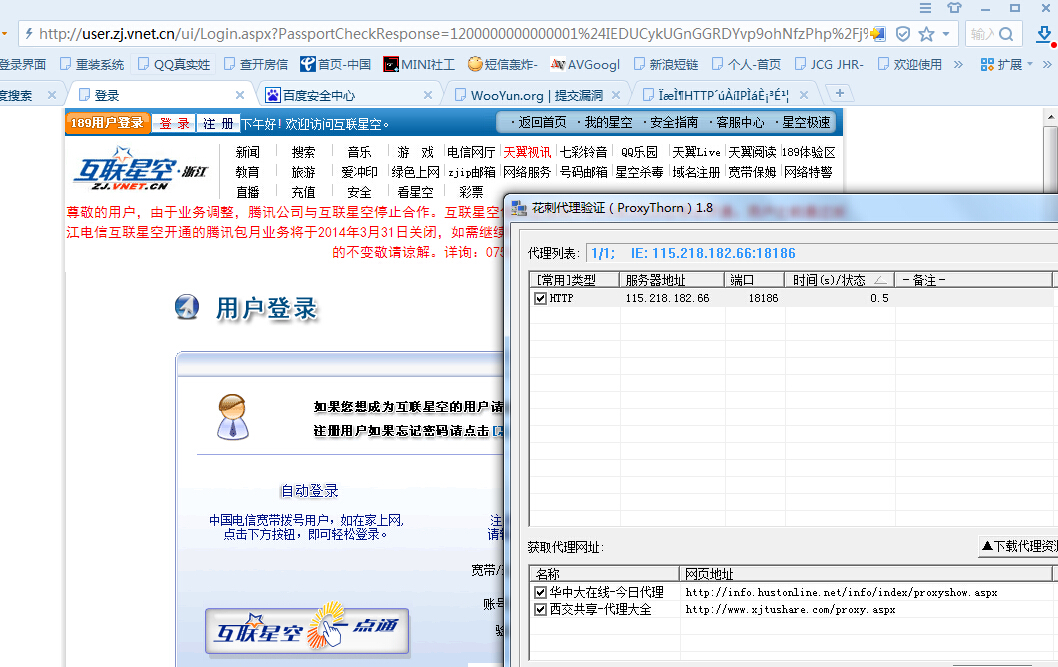 http://user.zj.vnet.cn/ui/Login.aspx?PassportCheckResponse=1200000000000001%24IEDUCykUGnGGRDYvp9ohNfzPhp%2Fj% 输入
登录界面 重装系统 QQ真实姓 查开房信 首页-中国 MINI社工 短信轰炸- AVGoogl 新浪短链 个人-首页 JCG JHR- 欢迎使用 » 扩展 »
度搜索 登录 百度安全中心 WooYun.org | 提交漏洞 ÏæÌ¶HTTP´úÀíIPÌáÈ¡³É¹¦
189用户登录 登 录 注 册 下午好! 欢迎访问互联星空。 ·返回首页 ·我的星空 ·安全指南 ·客服中心 ·星空极速
互联星空·浙江
ZJ.VNET.CN
新闻 搜索 音乐 游 戏 电信网厅 天翼视讯 七彩铃音 QQ乐园 天翼Live 天翼阅读 189体验区
教育 旅游 爱冲印 绿色上网 zjip邮箱 网络服务 号码邮箱 星空杀毒 域名注册 宽带保姆 网络特警
直播 充值 安全 看星空 彩票
尊敬的用户，由于业务调整，腾讯公司与互联星空停止合作。互联星空
江电信互联星空开通的腾讯包月业务将于2014年3月31日关闭，如需继续
的不变敬请谅解。详询：075
用户登录
如果您想成为互联星空的用户请
注册用户如果忘记密码请点击[
自动登录
中国电信宽带拨号用户，如在家上网,
点击下方按钮，即可轻松登录。
注
请
宽带/
账号
互联星空 一点通
花刺代理验证 ( ProxyThorn ) 1.8
代理列表: 1/1; IE: 115.218.182.66:18186
[常用]类型 服务器地址 端口 时间(s)/状态 -备注-
HTTP 115.218.182.66 18186 0.5
获取代理网址: ▲下载代理资源
名称 网页地址
华中大在线-今日代理 http://info.hustonline.net/info/index/proxyshow.aspx
西交共享-代理大全 http://www.xjtushare.com/proxy.aspx